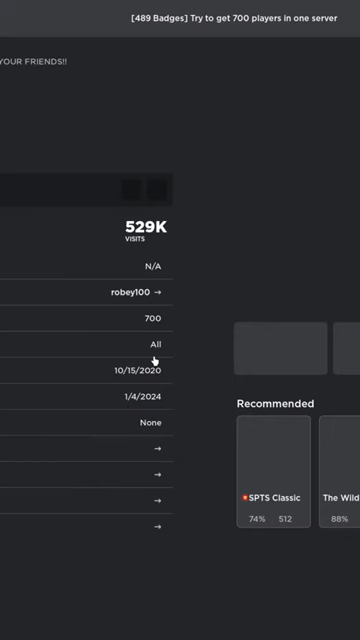 [489 Badges] Try to get 700 players in one server
YOUR FRIENDS!!
529K
VISITS
N/A
robey100 →
700
All
10/15/2020
1/4/2024
None
→
→
→
→
Recommended
SPTS Classic
74% 512
The Wild
88%